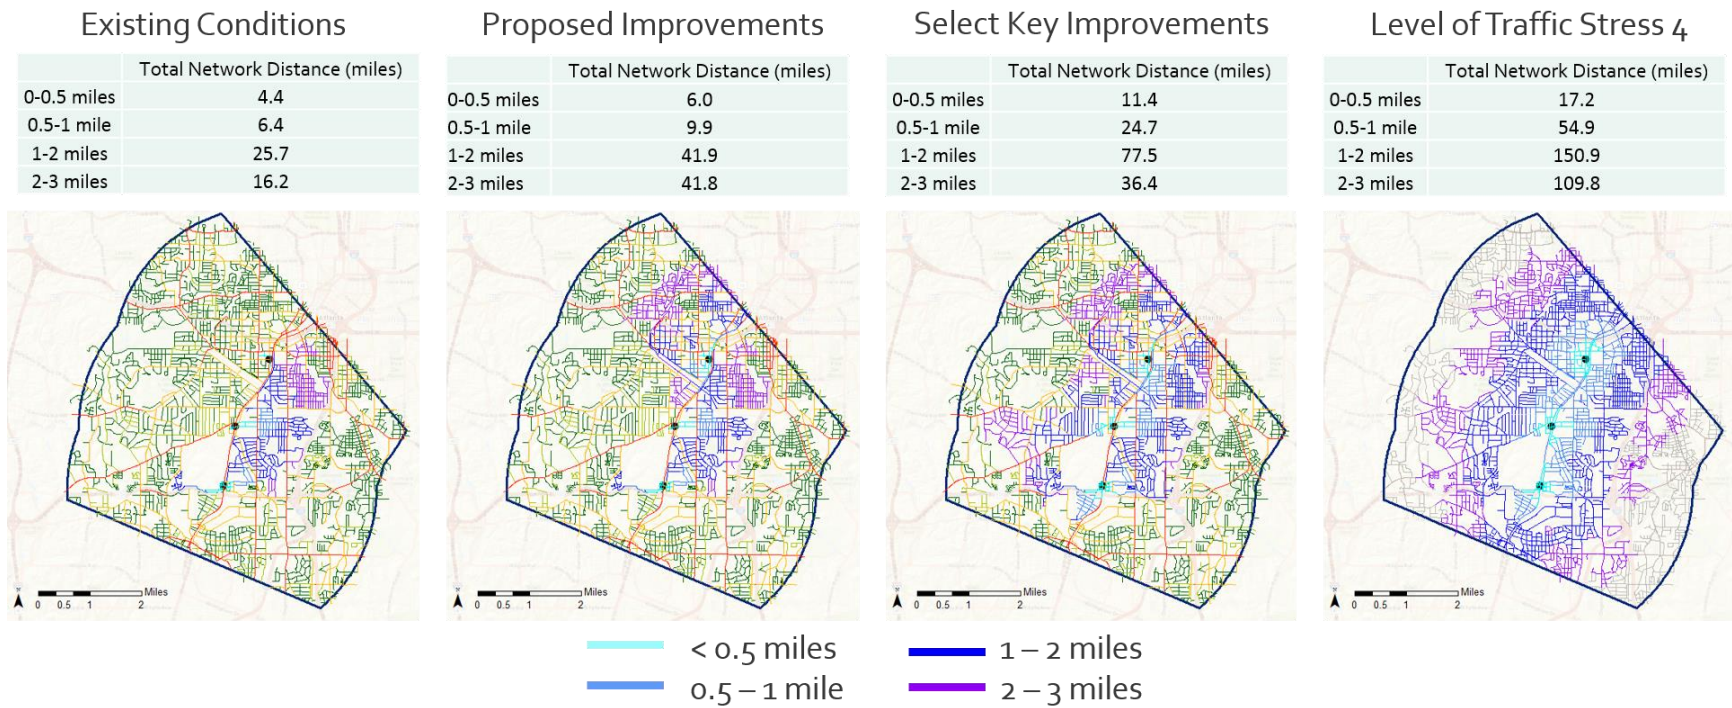 Existing Conditions
Total Network Distance (miles)
0-0.5 miles 4.4
0.5-1 mile 6.4
1-2 miles 25.7
2-3 miles 16.2
Proposed Improvements
Total Network Distance (miles)
0-0.5 miles 6.0
0.5-1 mile 9.9
1-2 miles 41.9
2-3 miles 41.8
Select Key Improvements
Total Network Distance (miles)
0-0.5 miles 11.4
0.5-1 mile 24.7
1-2 miles 77.5
2-3 miles 36.4
Level of Traffic Stress 4
Total Network Distance (miles)
0-0.5 miles 17.2
0.5-1 mile 54.9
1-2 miles 150.9
2-3 miles 109.8
Miles
0 0.5 1 2
Miles
0 0.5 1 2
Miles
0 0.5 1 2
Miles
0 0.5 1 2
< 0.5 miles
0.5 – 1 mile
1 – 2 miles
2 – 3 miles